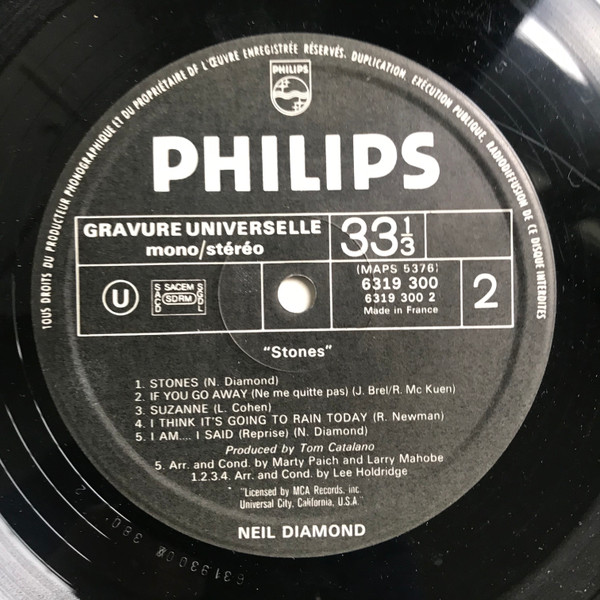 TOUS DROITS DU PRODUCTEUR PHONOGRAPHIQUE ET DU PROPRIÉTAIRE DE L'ŒUVRE ENREGISTRÉE RÉSERVÉS. DUPLICATION, EXÉCUTION PUBLIQUE, RADIODIFFUSION DE CE DISQUE INTERDITES
PHILIPS
PHILIPS
GRAVURE UNIVERSELLE
mono/stéréo
33 1/3
U
SACEM
SACD
SDRM
SGDL
(MAPS 5376)
6319 300
6319 300 2
Made in France
2
"Stones"
1. STONES (N. Diamond)
2. IF YOU GO AWAY (Ne me quitte pas) (J. Brel/R. Mc Kuen)
3. SUZANNE (L. Cohen)
4. I THINK IT'S GOING TO RAIN TODAY (R. Newman)
5. I AM.... I SAID (Reprise) (N. Diamond)
Produced by Tom Catalano
5. Arr. and Cond. by Marty Paich and Larry Mahobe
1.2.3.4. Arr. and Cond. by Lee Holdridge
"Licensed by MCA Records, inc.
Universal City, California, U.S.A."
NEIL DIAMOND